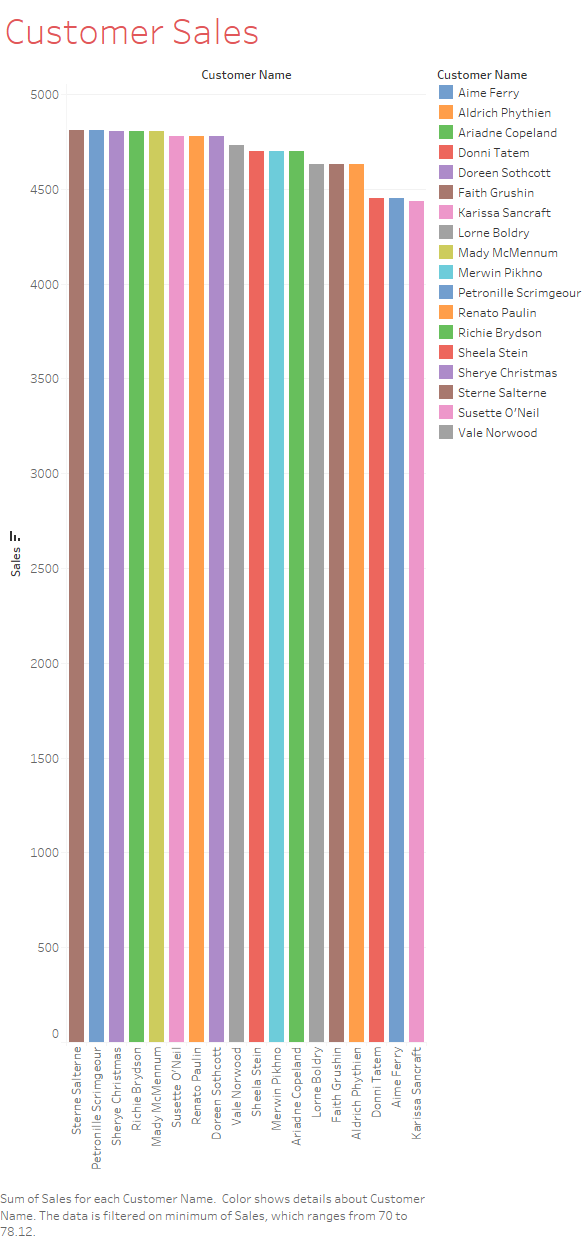 Customer Sales
Customer Name
5000
4500
4000
3500
3000
2500
2000
1500
1000
500
0
Sales
Sterne Salterne
Petronille Scrimgeour
Sherye Christmas
Richie Brydson
Mady McMennum
Susette O'Neil
Renato Paulin
Doreen Sothcott
Vale Norwood
Sheela Stein
Merwin Pikhno
Ariadne Copeland
Lorne Boldry
Faith Grushin
Aldrich Phythien
Donni Tatem
Aime Ferry
Karissa Sancraft
Customer Name
Aime Ferry
Aldrich Phythien
Ariadne Copeland
Donni Tatem
Doreen Sothcott
Faith Grushin
Karissa Sancraft
Lorne Boldry
Mady McMennum
Merwin Pikhno
Petronille Scrimgeour
Renato Paulin
Richie Brydson
Sheela Stein
Sherye Christmas
Sterne Salterne
Susette O'Neil
Vale Norwood
Sum of Sales for each Customer Name.  Color shows details about Customer
Name. The data is filtered on minimum of Sales, which ranges from 70 to
78.12.